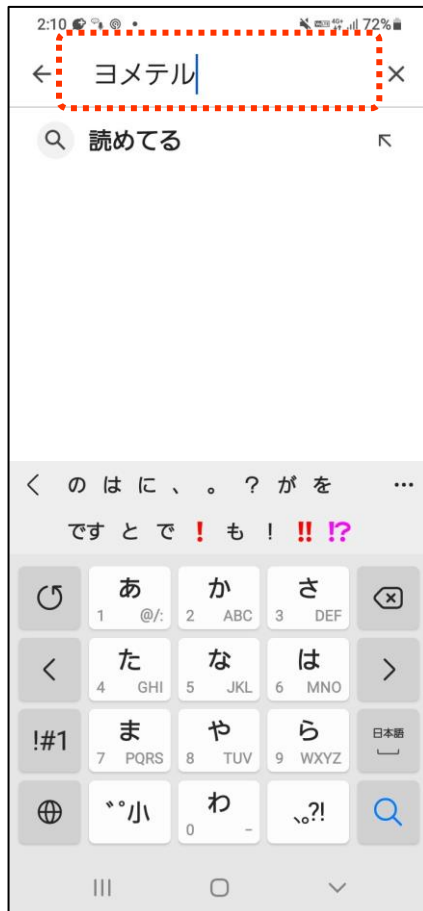 2:10 72%
ヨメテル
読めてる
の は に 、 。 ? が を …
です と で ❗ も ! ‼ ⁉
あ か さ
1 @/: 2 ABC 3 DEF
た な は
4 GHI 5 JKL 6 MNO
!#1 ま や ら 日本語
7 PQRS 8 TUV 9 WXYZ
゛゜小 わ 、。?!
0 -